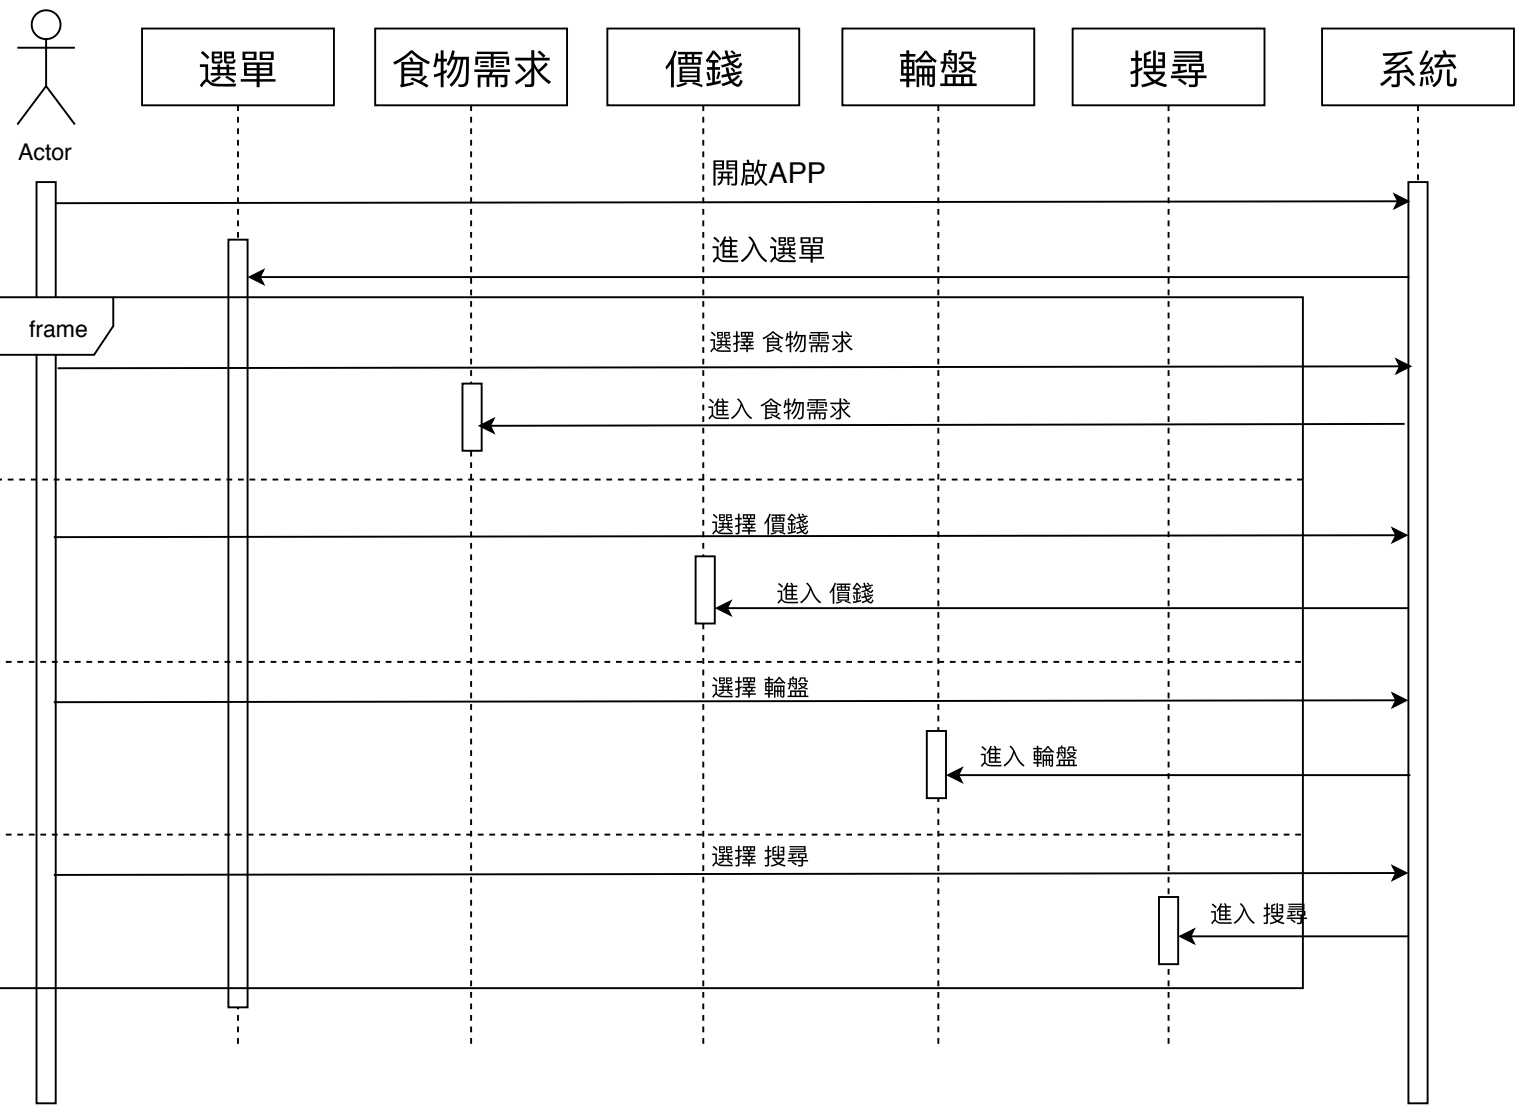 選單
食物需求
價錢
輪盤
搜尋
系統
Actor
開啟APP
進入選單
frame
選擇 食物需求
進入 食物需求
選擇 價錢
進入 價錢
選擇 輪盤
進入 輪盤
選擇 搜尋
進入 搜尋